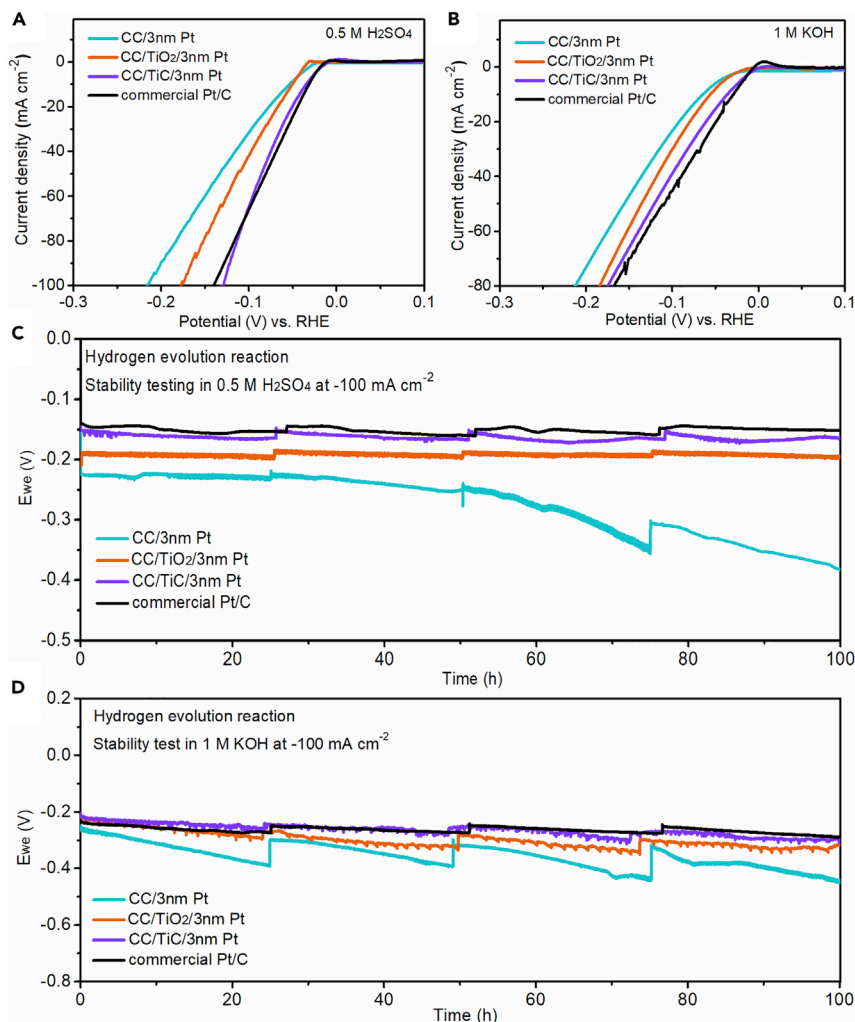 A
0.5 M H₂SO₄
CC/3nm Pt
CC/TiO₂/3nm Pt
CC/TiC/3nm Pt
commercial Pt/C
0
-20
-40
-60
-80
-100
Current density (mA cm⁻²)
-0.3
-0.2
-0.1
0.0
0.1
Potential (V) vs. RHE
B
1 M KOH
CC/3nm Pt
CC/TiO₂/3nm Pt
CC/TiC/3nm Pt
commercial Pt/C
0
-20
-40
-60
-80
Current density (mA cm⁻²)
-0.3
-0.2
-0.1
0.0
0.1
Potential (V) vs. RHE
C
Hydrogen evolution reaction
Stability testing in 0.5 M H₂SO₄ at -100 mA cm⁻²
0.0
-0.1
-0.2
-0.3
-0.4
-0.5
Ewe (V)
CC/3nm Pt
CC/TiO₂/3nm Pt
CC/TiC/3nm Pt
commercial Pt/C
0
20
40
60
80
100
Time (h)
D
Hydrogen evolution reaction
Stability test in 1 M KOH at -100 mA cm⁻²
0.2
0.0
-0.2
-0.4
-0.6
-0.8
Ewe (V)
CC/3nm Pt
CC/TiO₂/3nm Pt
CC/TiC/3nm Pt
commercial Pt/C
0
20
40
60
80
100
Time (h)